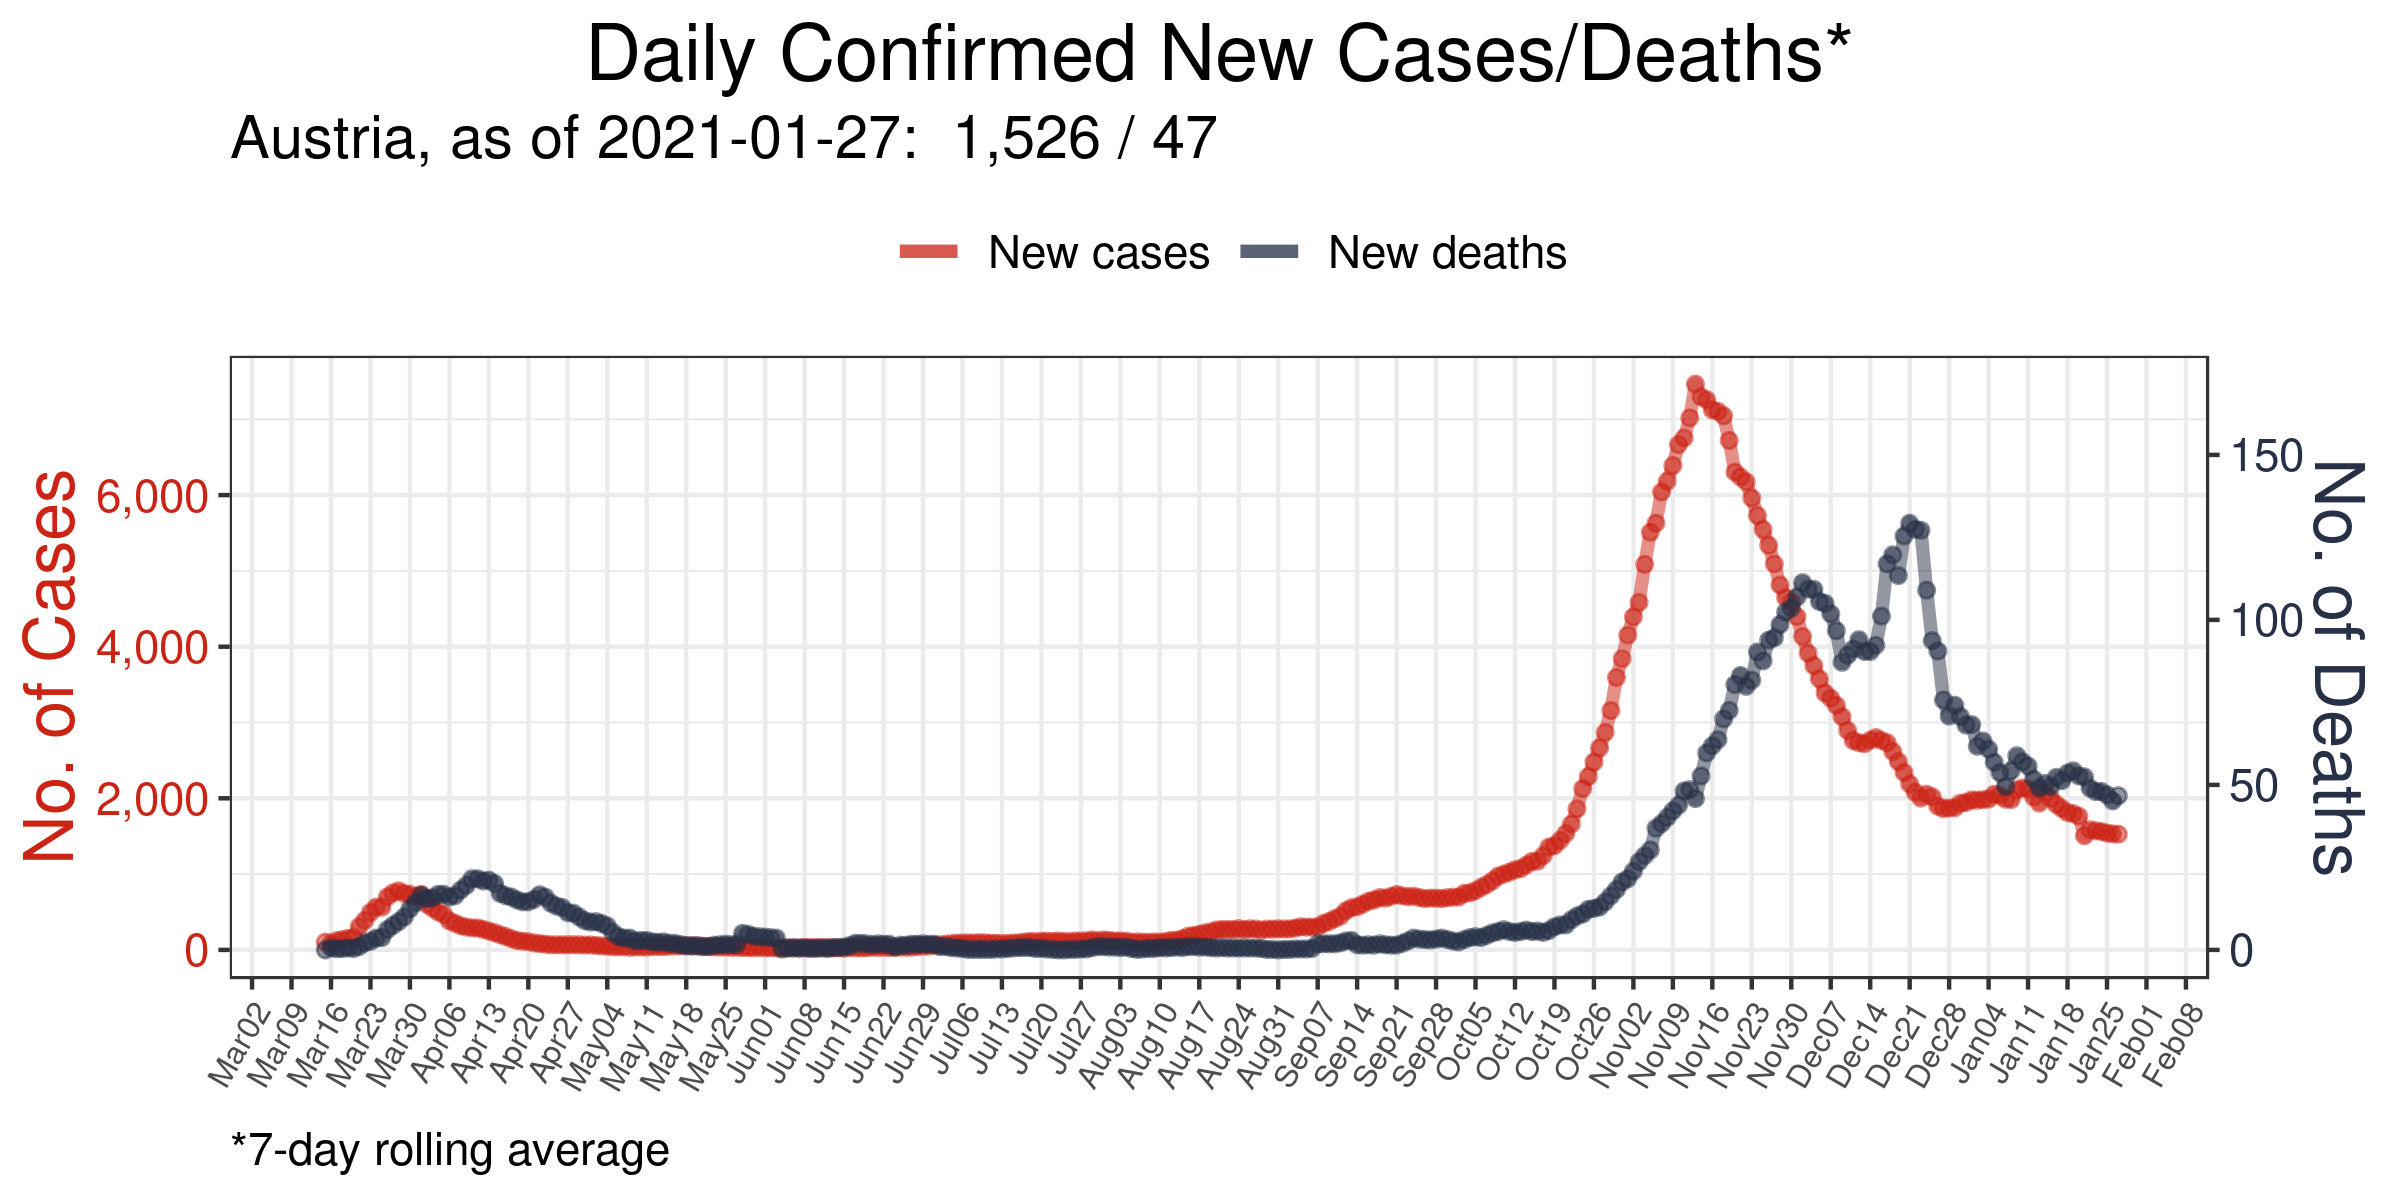 Daily Confirmed New Cases/Deaths*
Austria, as of 2021-01-27:  1,526 / 47
New cases
New deaths
No. of Cases
6,000
4,000
2,000
0
150
100
50
0
No. of Deaths
Mar02
Mar09
Mar16
Mar23
Mar30
Apr06
Apr13
Apr20
Apr27
May04
May11
May18
May25
Jun01
Jun08
Jun15
Jun22
Jun29
Jul06
Jul13
Jul20
Jul27
Aug03
Aug10
Aug17
Aug24
Aug31
Sep07
Sep14
Sep21
Sep28
Oct05
Oct12
Oct19
Oct26
Nov02
Nov09
Nov16
Nov23
Nov30
Dec07
Dec14
Dec21
Dec28
Jan04
Jan11
Jan18
Jan25
Feb01
Feb08
*7-day rolling average